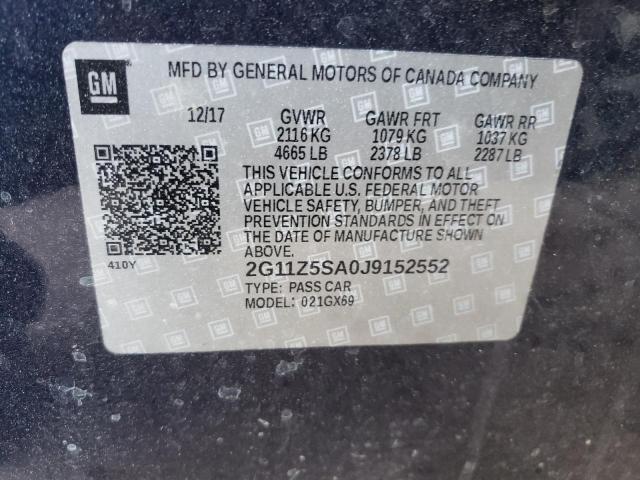 GM
MFD BY GENERAL MOTORS OF CANADA COMPANY
12/17 GVWR GAWR FRT GAWR RR
2116 KG 1079 KG 1037 KG
4665 LB 2378 LB 2287 LB
THIS VEHICLE CONFORMS TO ALL
APPLICABLE U.S. FEDERAL MOTOR
VEHICLE SAFETY, BUMPER, AND THEFT
PREVENTION STANDARDS IN EFFECT ON
THE DATE OF MANUFACTURE SHOWN
ABOVE.
410Y
2G11Z5SA0J9152552
TYPE: PASS CAR
MODEL: 021GX69